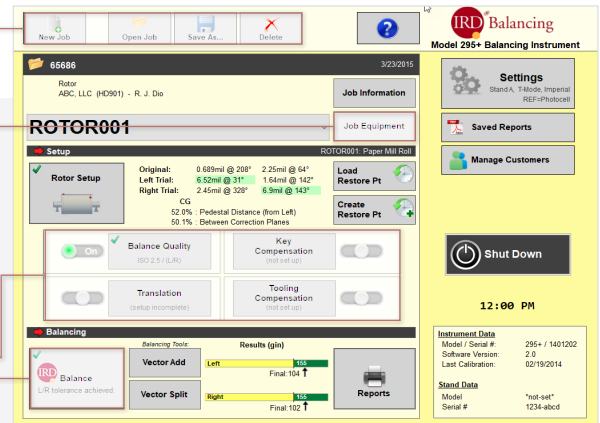 New Job
Open Job
Save As...
Delete
?
IRD Balancing
Model 295+ Balancing Instrument
65686
3/23/2015
Rotor
ABC, LLC (HD901) - R. J. Dio
Job Information
ROTOR001
Job Equipment
Setup
ROTOR001: Paper Mill Roll
Rotor Setup
Original: 0.689mil @ 208° 2.25mil @ 64°
Left Trial: 6.52mil @ 31° 1.64mil @ 142°
Right Trial: 2.45mil @ 328° 6.9mil @ 143°
CG
52.0% : Pedestal Distance (from Left)
50.1% : Between Correction Planes
Load
Restore Pt
Create
Restore Pt
On
Balance Quality
ISO 2.5 / (L/R)
Key
Compensation
(not set up)
Translation
(setup incomplete)
Tooling
Compensation
(not set up)
Balancing
Balancing Tools:
Results (gin)
IRD
Balance
L/R tolerance achieved
Vector Add
Vector Split
Left 155
Final:104
Right 155
Final:102
Reports
Settings
Stand A, T-Mode, Imperial
REF=Photocell
Saved Reports
Manage Customers
Shut Down
12:00 PM
Instrument Data
Model / Serial #: 295+ / 1401202
Software Version: 2.0
Last Calibration: 02/19/2014
Stand Data
Model "not-set"
Serial # 1234-abcd